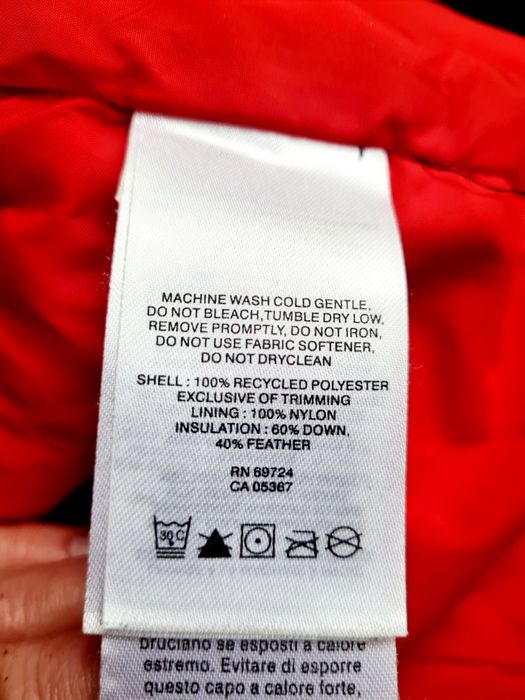 MACHINE WASH COLD GENTLE,
DO NOT BLEACH,TUMBLE DRY LOW,
REMOVE PROMPTLY, DO NOT IRON,
DO NOT USE FABRIC SOFTENER,
DO NOT DRYCLEAN
SHELL : 100% RECYCLED POLYESTER
EXCLUSIVE OF TRIMMING
LINING : 100% NYLON
INSULATION : 60% DOWN,
40% FEATHER
RN 69724
CA 05367
30 C
bruciano se esposti a calore
estremo. Evitare di esporre
questo capo a calore forte,